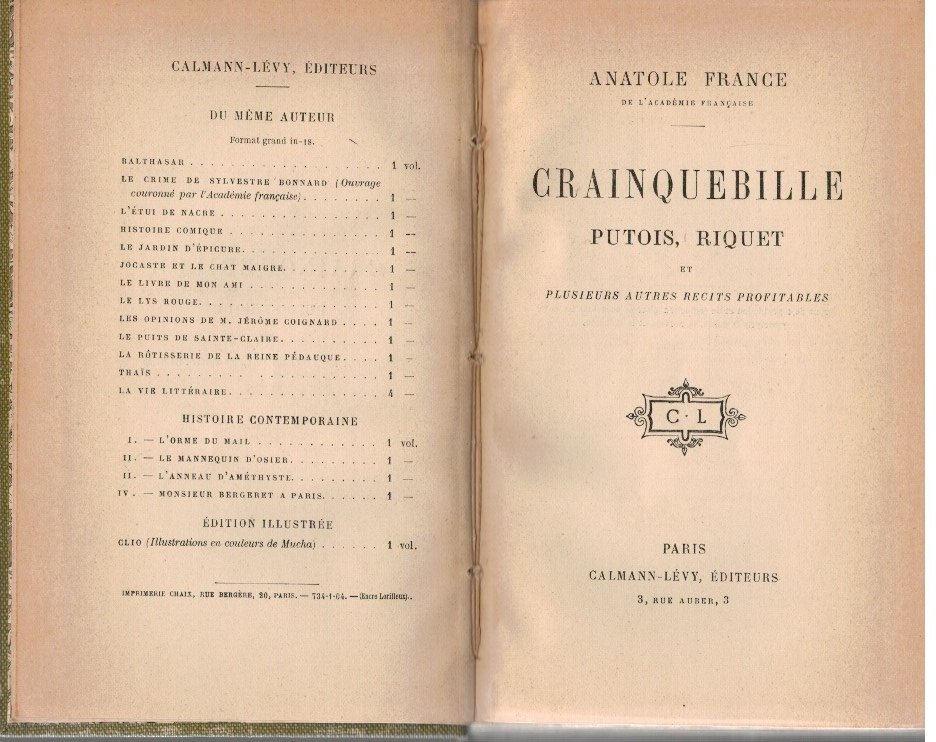 CALMANN-LÉVY, ÉDITEURS
DU MÊME AUTEUR
Format grand in-18.
BALTHASAR . . . . . . . . . . . . . . . . . . . 1 vol.
LE CRIME DE SYLVESTRE BONNARD (Ouvrage
couronné par l'Académie française). . . . . . . . 1 —
L'ÉTUI DE NACRE . . . . . . . . . . . . . . . . 1 —
HISTOIRE COMIQUE . . . . . . . . . . . . . . . 1 —
LE JARDIN D'ÉPICURE. . . . . . . . . . . . . . 1 —
JOCASTE ET LE CHAT MAIGRE. . . . . . . . . . 1 —
LE LIVRE DE MON AMI . . . . . . . . . . . . . 1 —
LE LYS ROUGE. . . . . . . . . . . . . . . . . . 1 —
LES OPINIONS DE M. JÉRÔME COIGNARD . . . . 1 —
LE PUITS DE SAINTE-CLAIRE. . . . . . . . . . . 1 —
LA RÔTISSERIE DE LA REINE PÉDAUQUE. . . . 1 —
THAÏS . . . . . . . . . . . . . . . . . . . . . . 1 —
LA VIE LITTÉRAIRE. . . . . . . . . . . . . . . 4 —
HISTOIRE CONTEMPORAINE
I. — L'ORME DU MAIL . . . . . . . . . . . . 1 vol.
II. — LE MANNEQUIN D'OSIER. . . . . . . . . 1 —
II. — L'ANNEAU D'AMÉTHYSTE. . . . . . . . . 1 —
IV. — MONSIEUR BERGERET A PARIS. . . . . . 1 —
ÉDITION ILLUSTRÉE
CLIO (Illustrations en couleurs de Mucha) . . . . . . 1 vol.
IMPRIMERIE CHAIX, RUE BERGÈRE, 20, PARIS. — 734-1-04. — (Encre Lorilleux).
ANATOLE FRANCE
DE L'ACADÉMIE FRANÇAISE
CRAINQUEBILLE
PUTOIS, RIQUET
ET
PLUSIEURS AUTRES RECITS PROFITABLES
C · L
PARIS
CALMANN-LÉVY, ÉDITEURS
3, RUE AUBER, 3